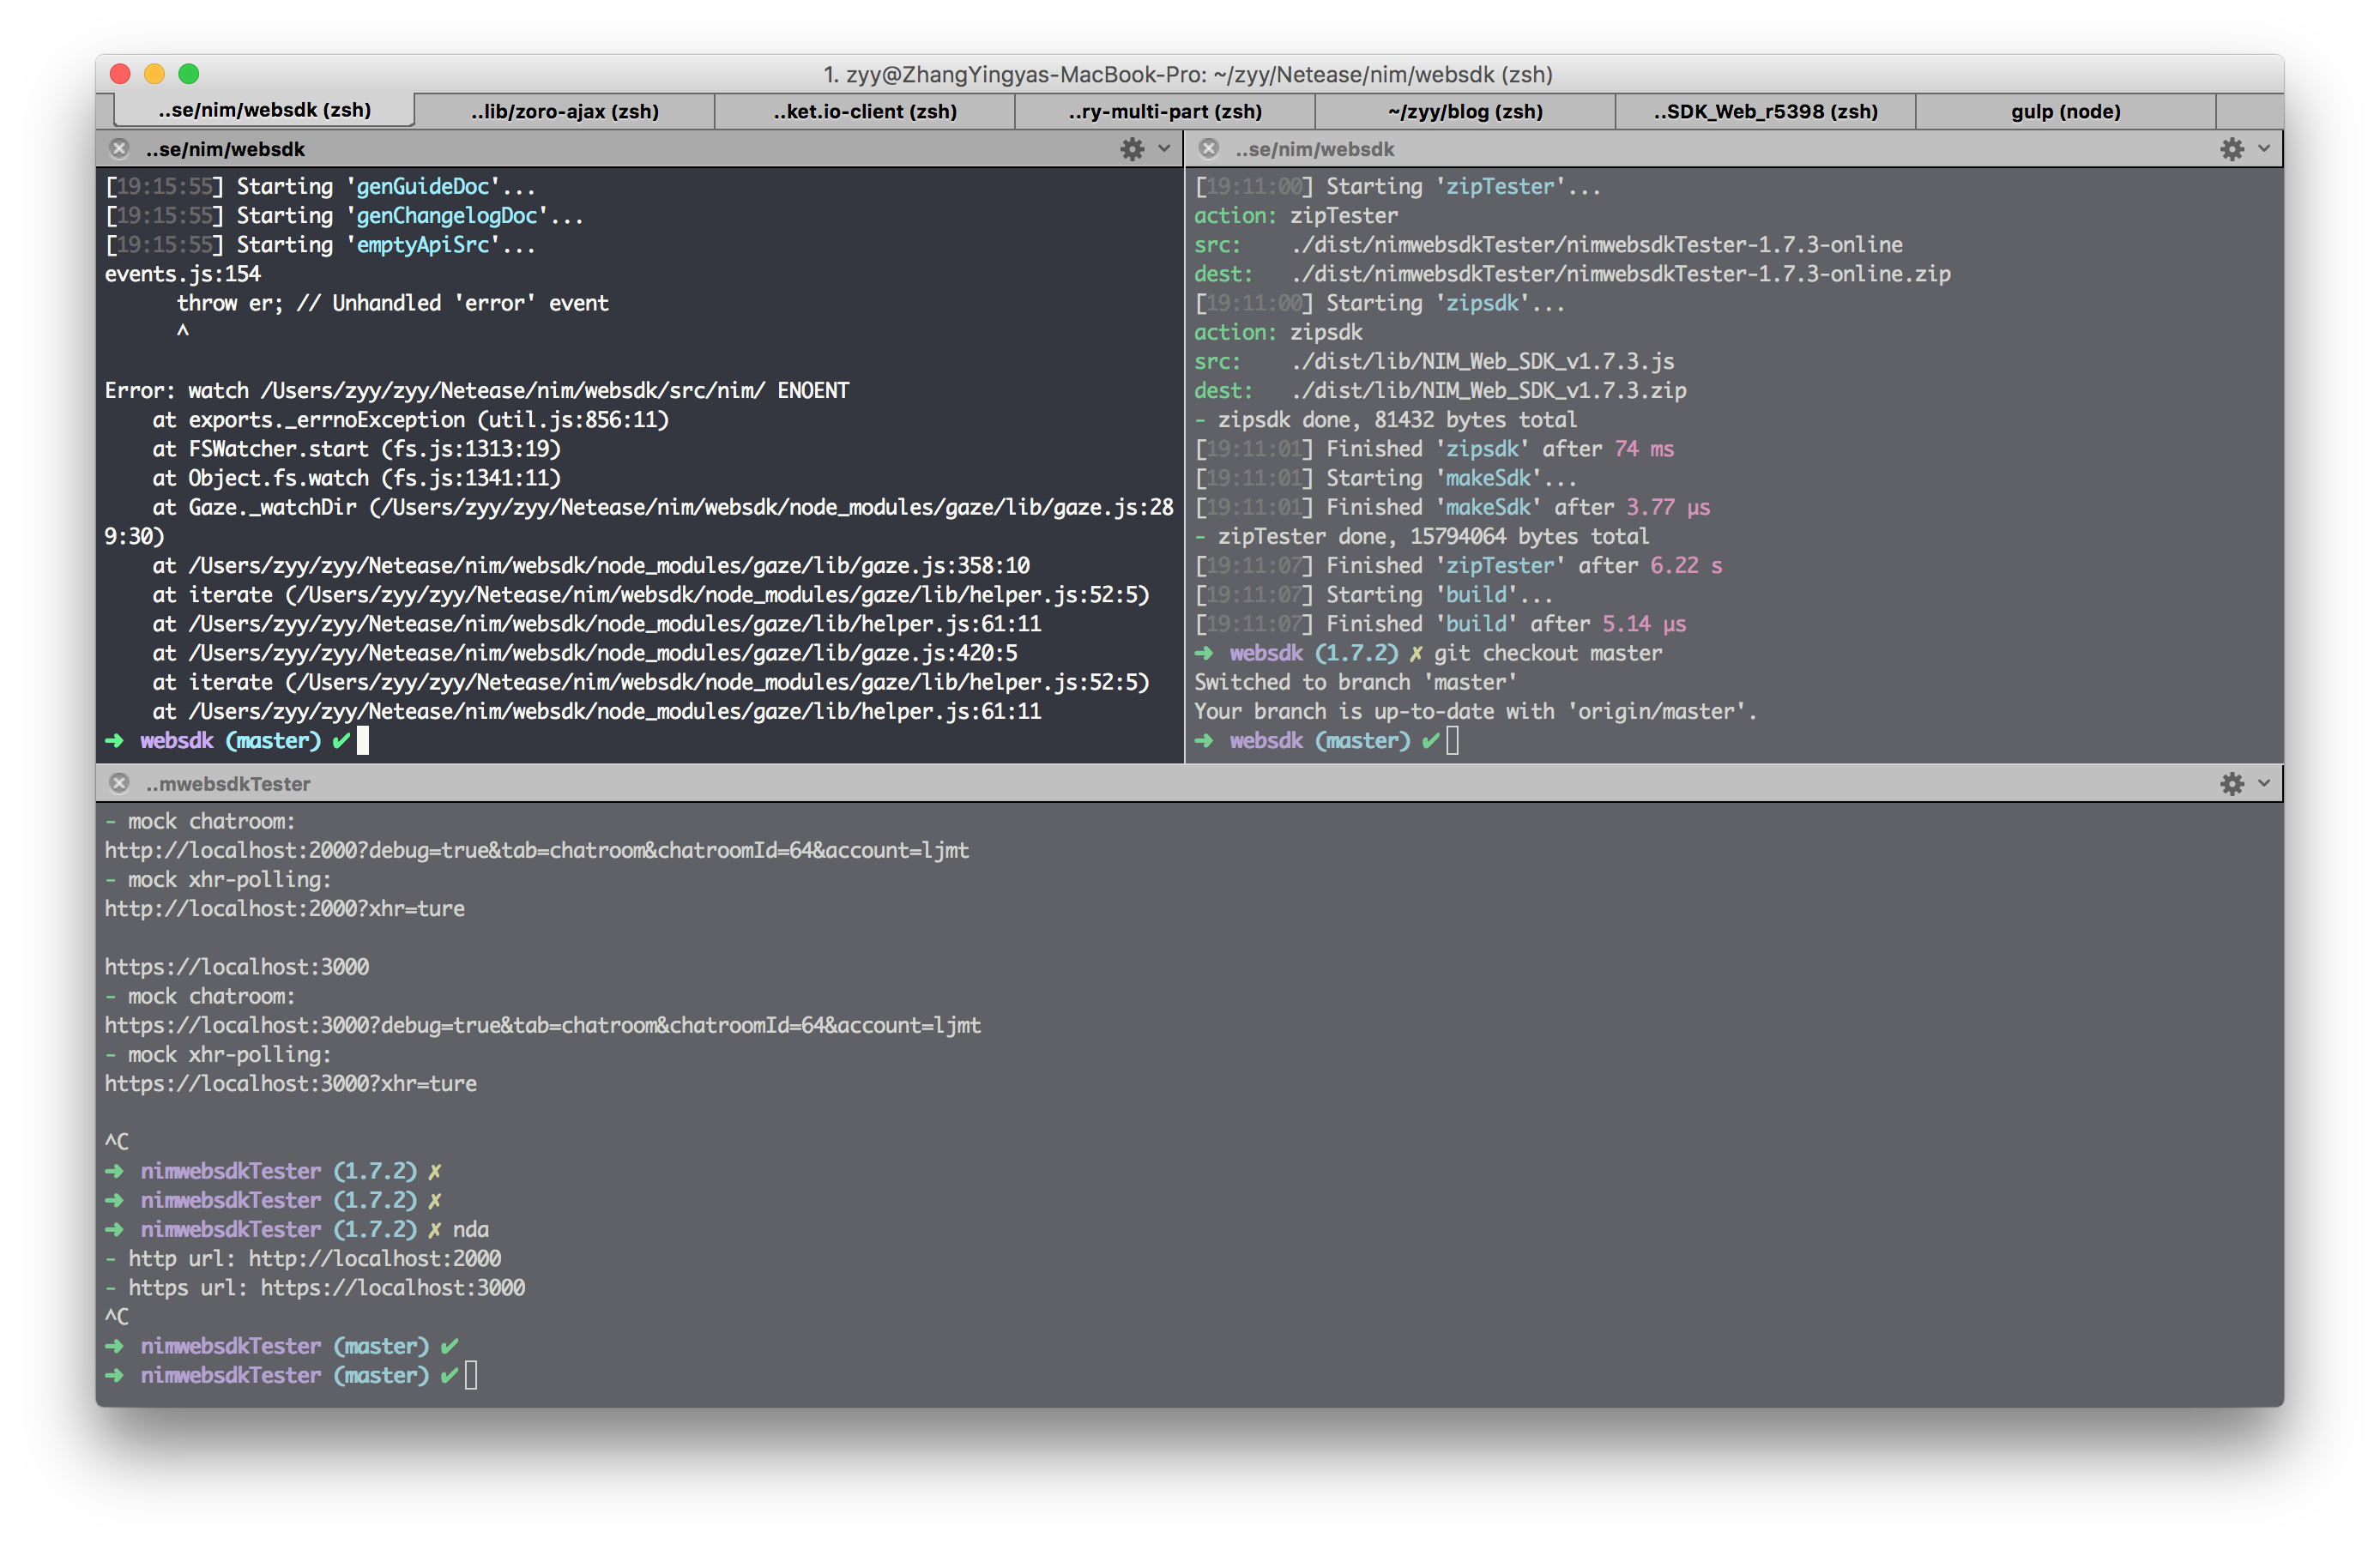 1. zyy@ZhangYingyas-MacBook-Pro: ~/zyy/Netease/nim/websdk (zsh)
..se/nim/websdk (zsh)
..lib/zoro-ajax (zsh)
..ket.io-client (zsh)
..ry-multi-part (zsh)
~/zyy/blog (zsh)
..SDK_Web_r5398 (zsh)
gulp (node)
..se/nim/websdk
[19:15:55] Starting 'genGuideDoc'...
[19:15:55] Starting 'genChangelogDoc'...
[19:15:55] Starting 'emptyApiSrc'...
events.js:154
      throw er; // Unhandled 'error' event
      ^
Error: watch /Users/zyy/zyy/Netease/nim/websdk/src/nim/ ENOENT
    at exports._errnoException (util.js:856:11)
    at FSWatcher.start (fs.js:1313:19)
    at Object.fs.watch (fs.js:1341:11)
    at Gaze._watchDir (/Users/zyy/zyy/Netease/nim/websdk/node_modules/gaze/lib/gaze.js:28
9:30)
    at /Users/zyy/zyy/Netease/nim/websdk/node_modules/gaze/lib/gaze.js:358:10
    at iterate (/Users/zyy/zyy/Netease/nim/websdk/node_modules/gaze/lib/helper.js:52:5)
    at /Users/zyy/zyy/Netease/nim/websdk/node_modules/gaze/lib/helper.js:61:11
    at /Users/zyy/zyy/Netease/nim/websdk/node_modules/gaze/lib/gaze.js:420:5
    at iterate (/Users/zyy/zyy/Netease/nim/websdk/node_modules/gaze/lib/helper.js:52:5)
    at /Users/zyy/zyy/Netease/nim/websdk/node_modules/gaze/lib/helper.js:61:11
➜ websdk (master) ✔
..se/nim/websdk
[19:11:00] Starting 'zipTester'...
action: zipTester
src:    ./dist/nimwebsdkTester/nimwebsdkTester-1.7.3-online
dest:   ./dist/nimwebsdkTester/nimwebsdkTester-1.7.3-online.zip
[19:11:00] Starting 'zipsdk'...
action: zipsdk
src:    ./dist/lib/NIM_Web_SDK_v1.7.3.js
dest:   ./dist/lib/NIM_Web_SDK_v1.7.3.zip
- zipsdk done, 81432 bytes total
[19:11:01] Finished 'zipsdk' after 74 ms
[19:11:01] Starting 'makeSdk'...
[19:11:01] Finished 'makeSdk' after 3.77 μs
- zipTester done, 15794064 bytes total
[19:11:07] Finished 'zipTester' after 6.22 s
[19:11:07] Starting 'build'...
[19:11:07] Finished 'build' after 5.14 μs
➜ websdk (1.7.2) ✗ git checkout master
Switched to branch 'master'
Your branch is up-to-date with 'origin/master'.
➜ websdk (master) ✔
..mwebsdkTester
- mock chatroom:
http://localhost:2000?debug=true&tab=chatroom&chatroomId=64&account=ljmt
- mock xhr-polling:
http://localhost:2000?xhr=ture
https://localhost:3000
- mock chatroom:
https://localhost:3000?debug=true&tab=chatroom&chatroomId=64&account=ljmt
- mock xhr-polling:
https://localhost:3000?xhr=ture
^C
➜ nimwebsdkTester (1.7.2) ✗
➜ nimwebsdkTester (1.7.2) ✗
➜ nimwebsdkTester (1.7.2) ✗ nda
- http url: http://localhost:2000
- https url: https://localhost:3000
^C
➜ nimwebsdkTester (master) ✔
➜ nimwebsdkTester (master) ✔